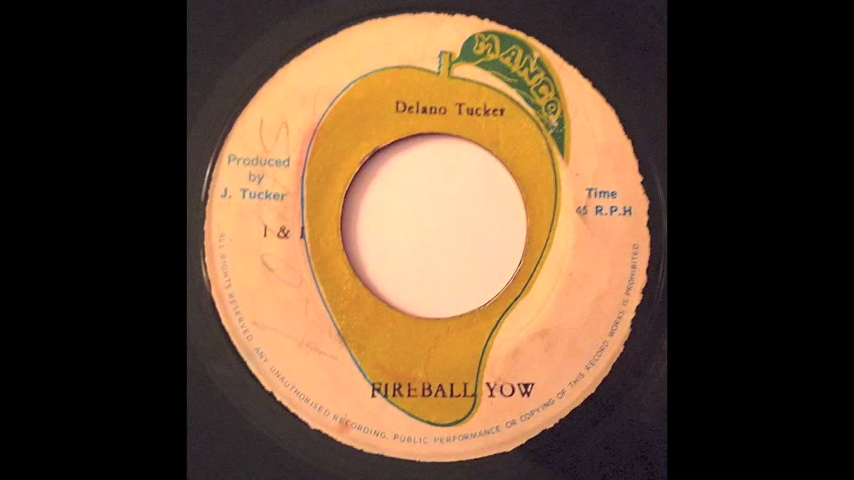 MANGO
Delano Tucker
Produced
by
J. Tucker
Time
45 R.P.H
I & I
FIREBALL YOW
ALL RIGHTS RESERVED. ANY UNAUTHORISED RECORDING, PUBLIC PERFORMANCE OR COPYING OF THIS RECORD WORKS IS PROHIBITED.